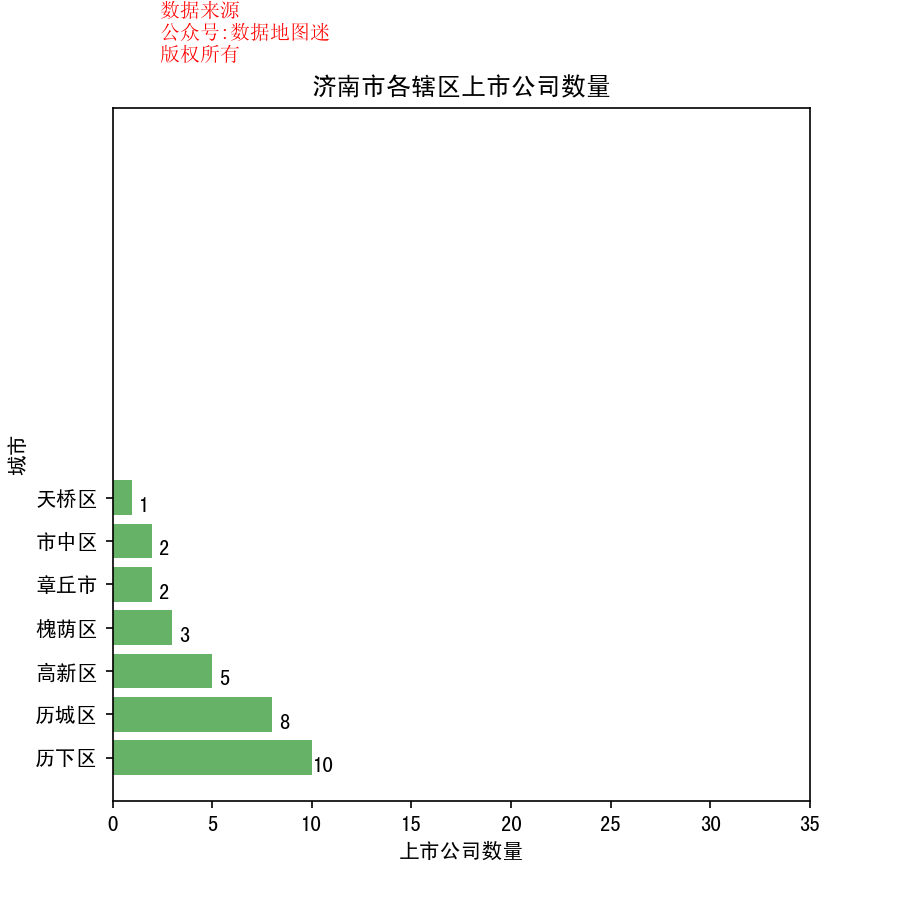 数据来源
公众号:数据地图迷
版权所有
济南市各辖区上市公司数量
城市
天桥区 1
市中区 2
章丘市 2
槐荫区 3
高新区 5
历城区 8
历下区 10
0 5 10 15 20 25 30 35
上市公司数量